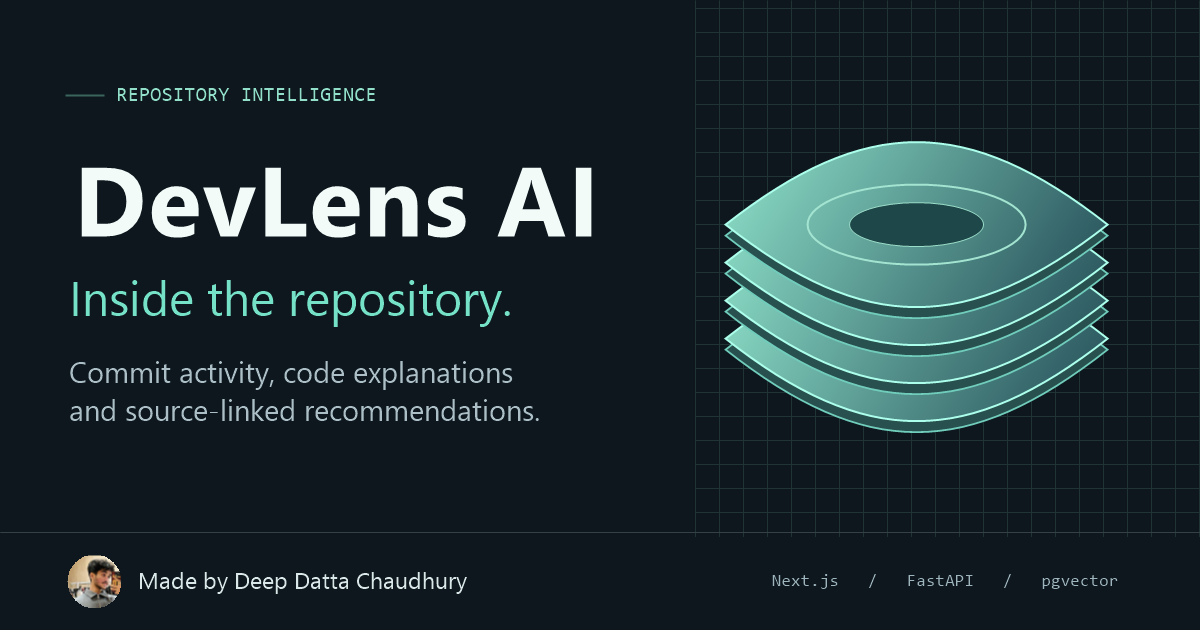 REPOSITORY INTELLIGENCE
DevLens AI
Inside the repository.
Commit activity, code explanations
and source-linked recommendations.
Made by Deep Datta Chaudhury
Next.js / FastAPI / pgvector